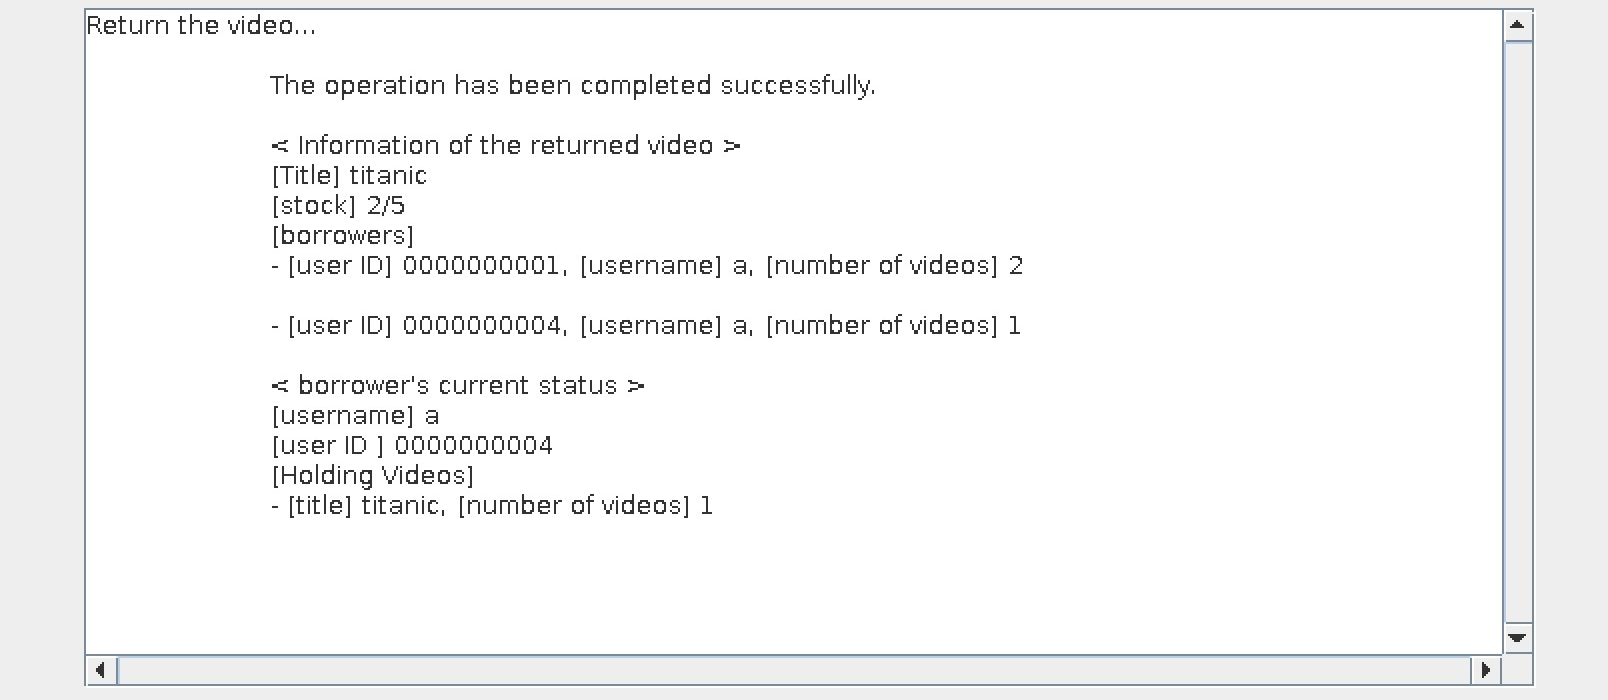 Return the video...
The operation has been completed successfully.
< Information of the returned video >
[Title] titanic
[stock] 2/5
[borrowers]
- [user ID] 0000000001, [username] a, [number of videos] 2
- [user ID] 0000000004, [username] a, [number of videos] 1
< borrower's current status >
[username] a
[user ID ] 0000000004
[Holding Videos]
- [title] titanic, [number of videos] 1